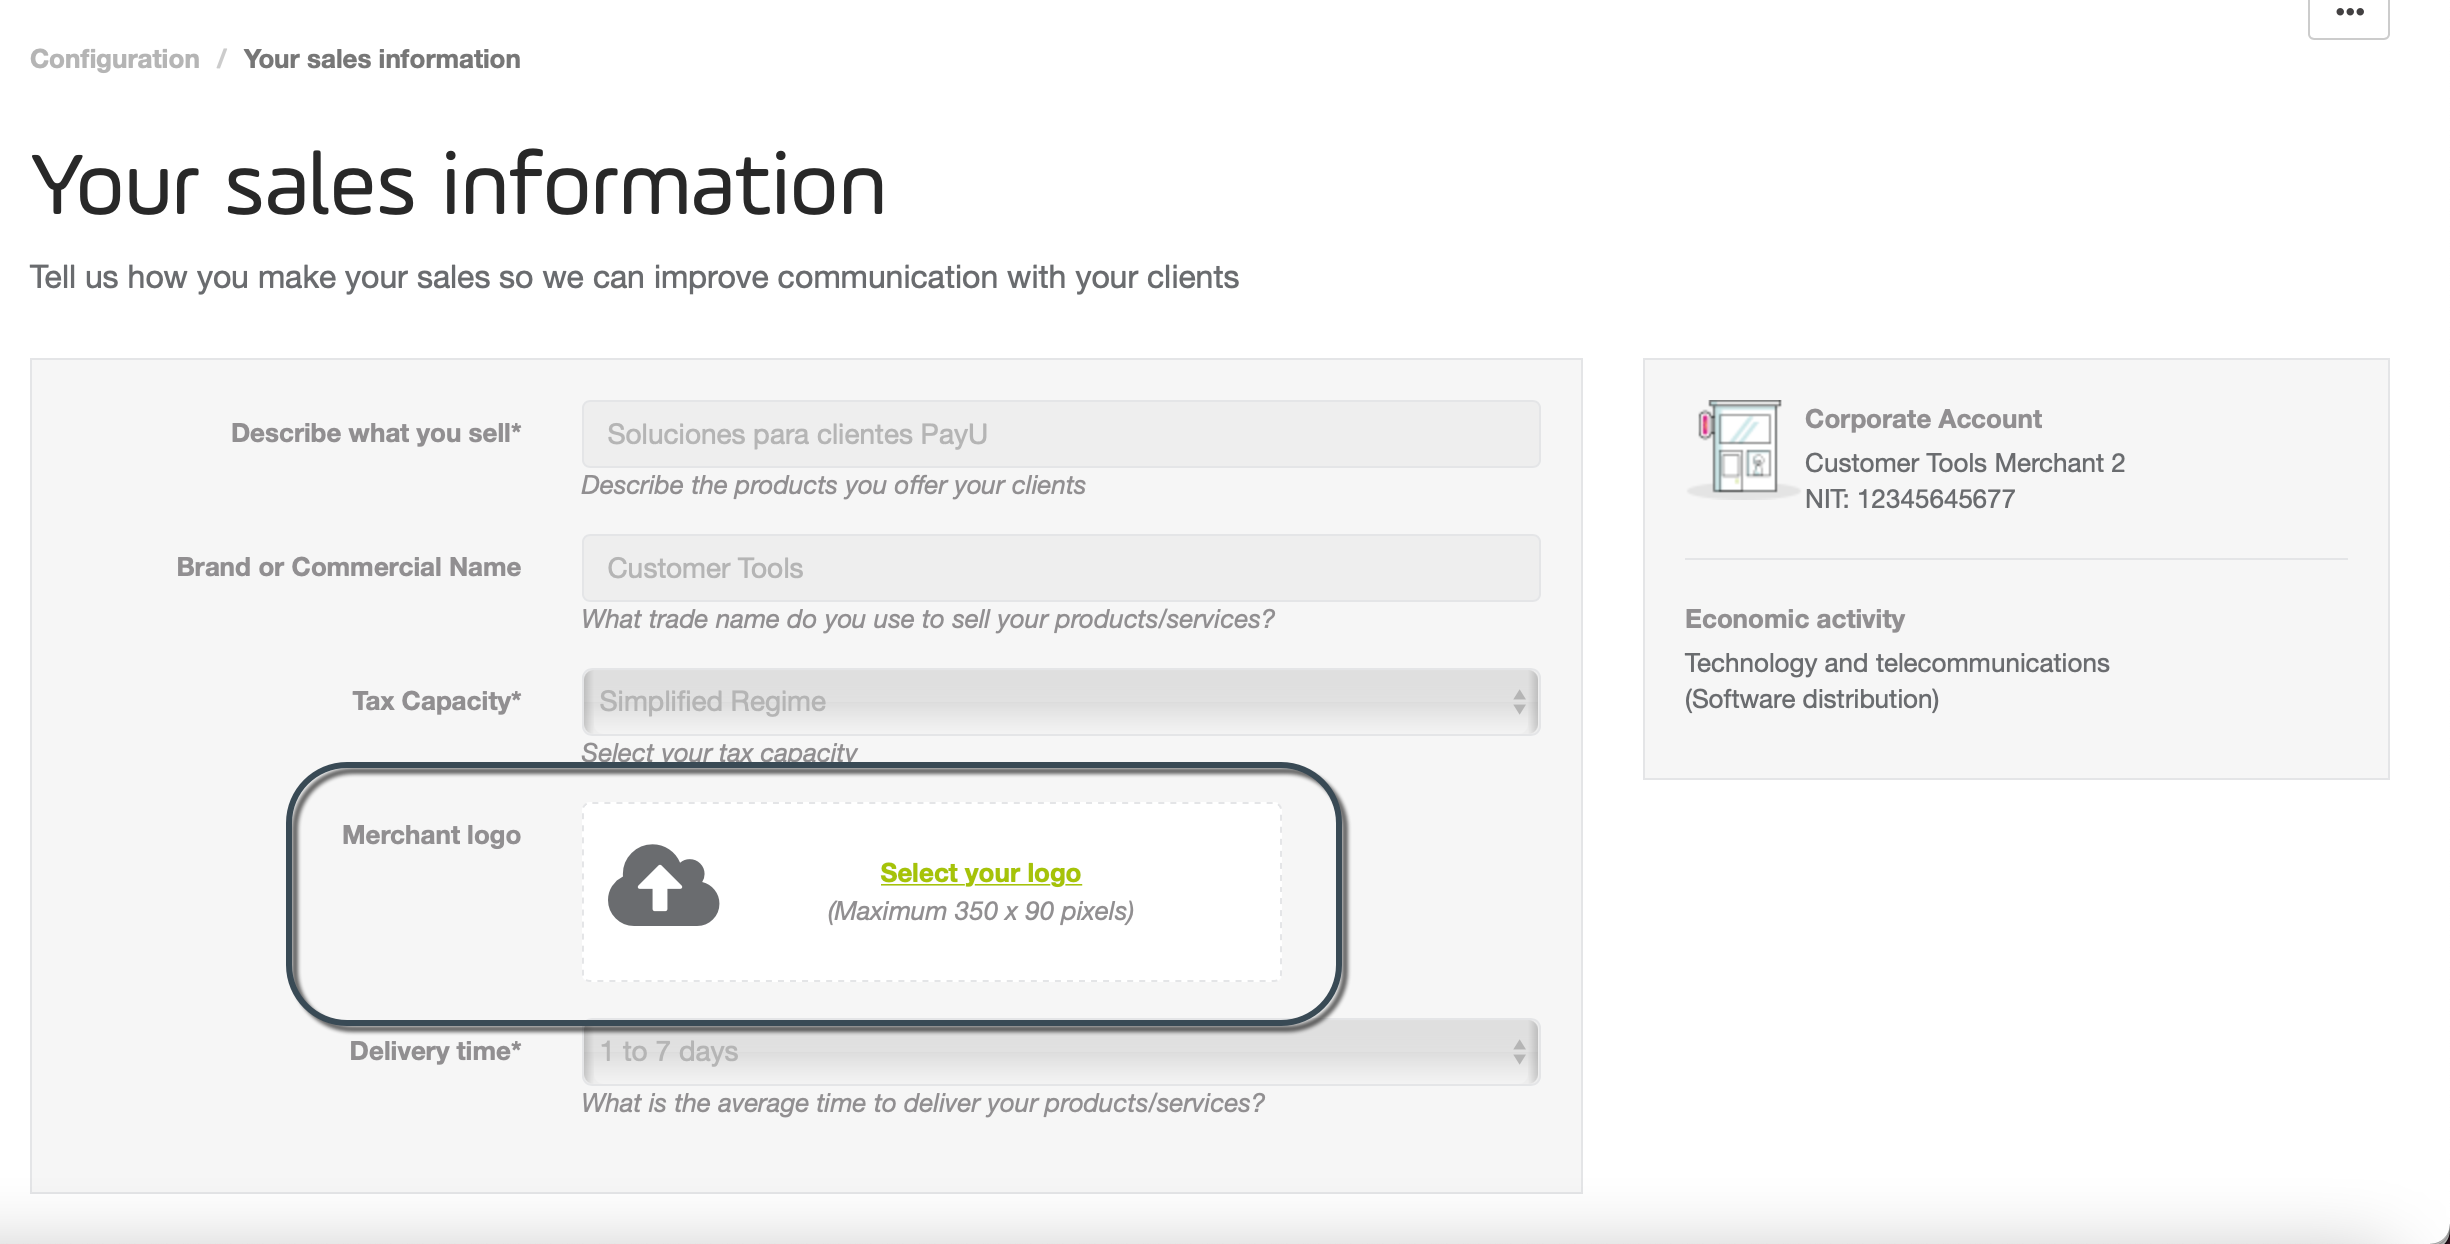 Configuration / Your sales information
Your sales information
Tell us how you make your sales so we can improve communication with your clients
Describe what you sell*
Soluciones para clientes PayU
Describe the products you offer your clients
Brand or Commercial Name
Customer Tools
What trade name do you use to sell your products/services?
Tax Capacity*
Simplified Regime
Select your tax capacity
Merchant logo
Select your logo
(Maximum 350 x 90 pixels)
Delivery time*
1 to 7 days
What is the average time to deliver your products/services?
Corporate Account
Customer Tools Merchant 2
NIT: 12345645677
Economic activity
Technology and telecommunications
(Software distribution)